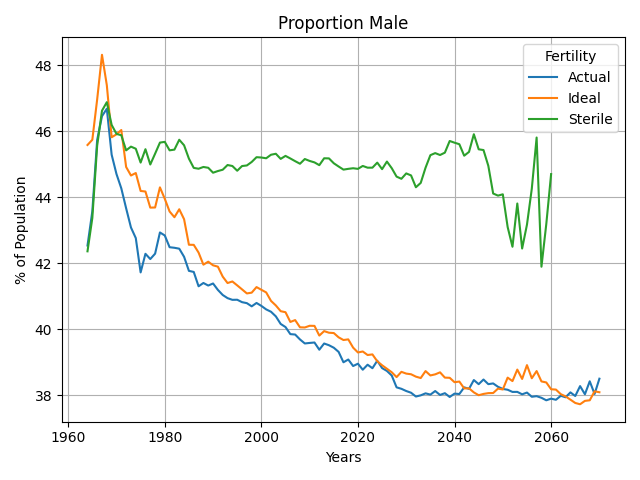 Proportion Male
% of Population
48
46
44
42
40
38
Fertility
Actual
Ideal
Sterile
1960
1980
2000
2020
2040
2060
Years